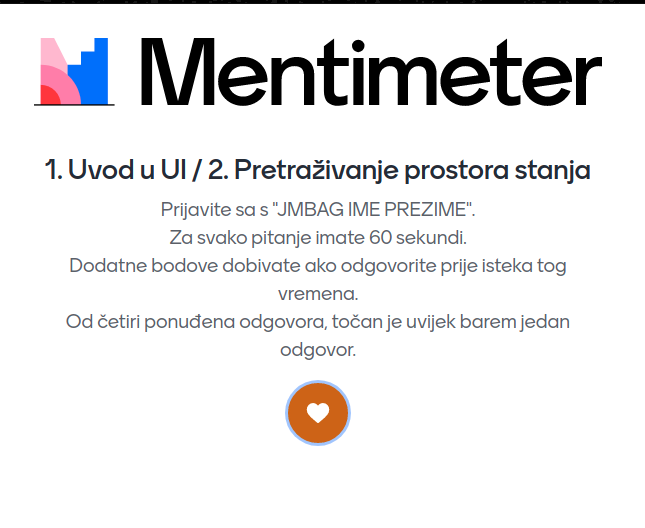 Mentimeter
1. Uvod u UI / 2. Pretraživanje prostora stanja
Prijavite sa s "JMBAG IME PREZIME".
Za svako pitanje imate 60 sekundi.
Dodatne bodove dobivate ako odgovorite prije isteka tog
vremena.
Od četiri ponuđena odgovora, točan je uvijek barem jedan
odgovor.